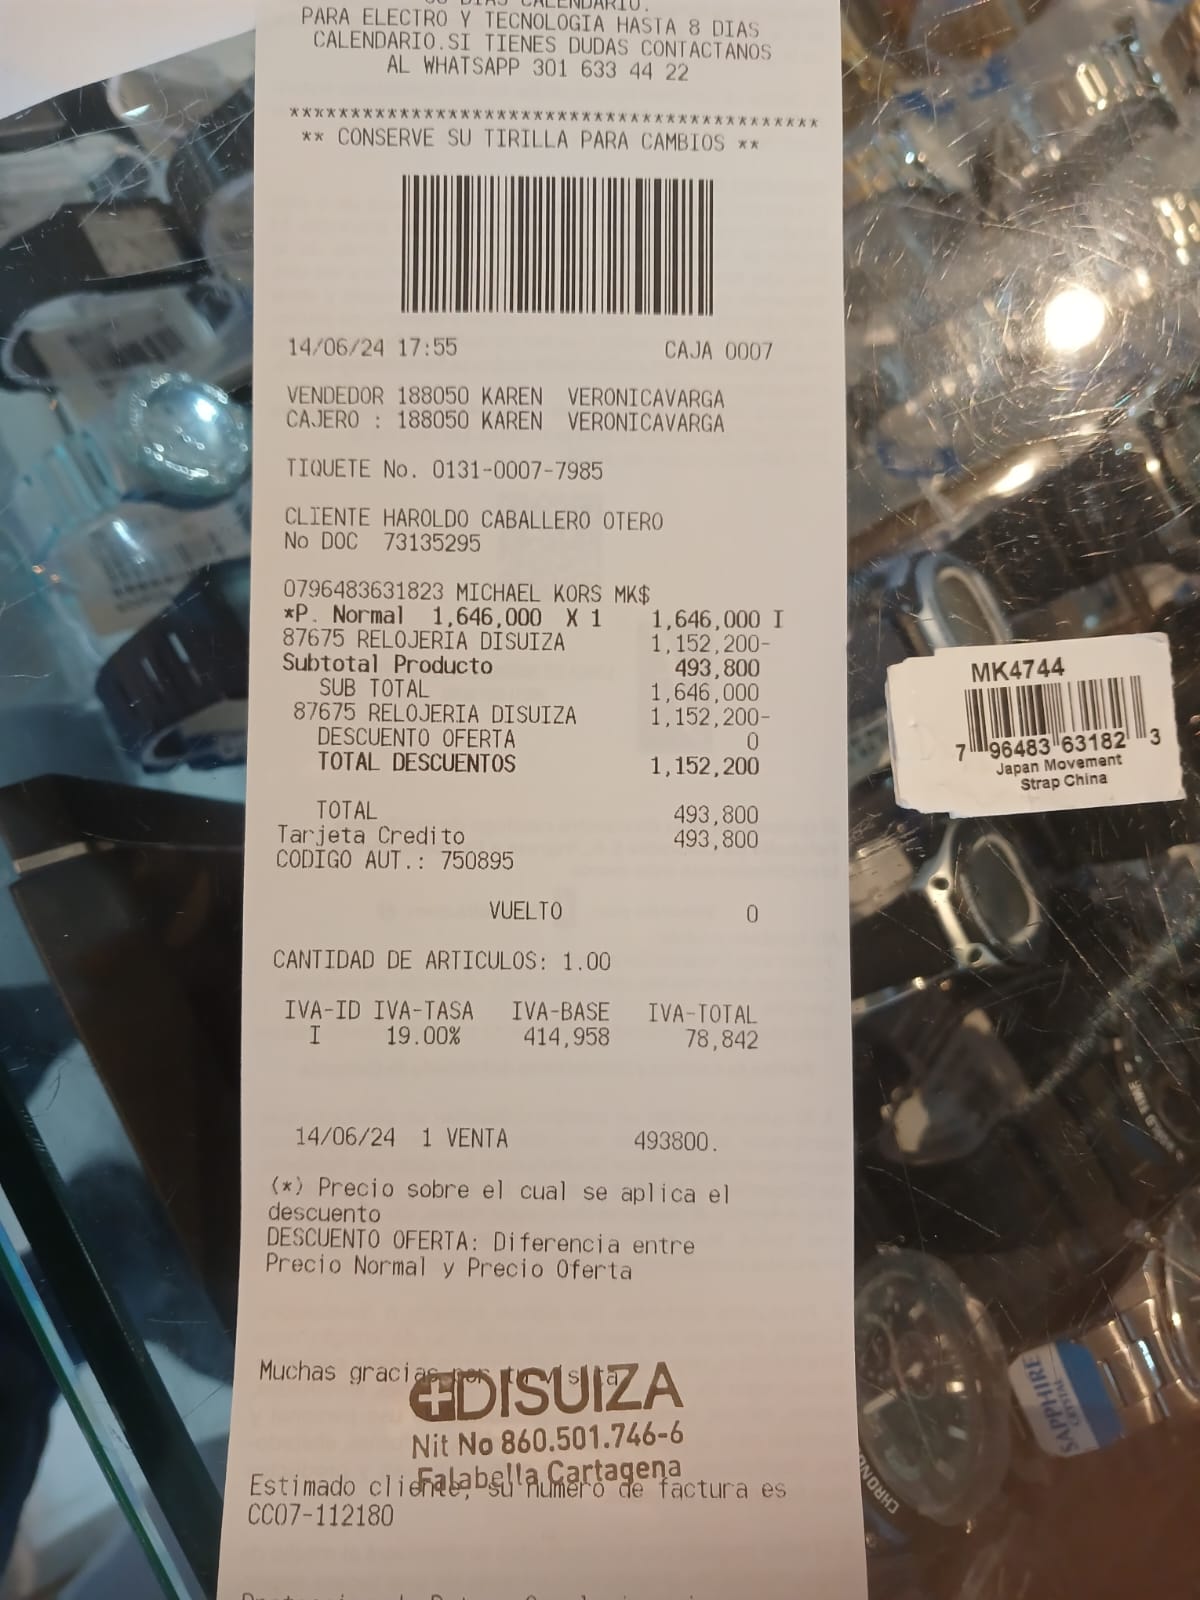 DIAS CALENDARIO.
PARA ELECTRO Y TECNOLOGIA HASTA 8 DIAS
CALENDARIO.SI TIENES DUDAS CONTACTANOS
AL WHATSAPP 301 633 44 22
*******************************************
** CONSERVE SU TIRILLA PARA CAMBIOS **
14/06/24 17:55 CAJA 0007
VENDEDOR 188050 KAREN VERONICAVARGA
CAJERO : 188050 KAREN VERONICAVARGA
TIQUETE No. 0131-0007-7985
CLIENTE HAROLDO CABALLERO OTERO
No DOC 73135295
0796483631823 MICHAEL KORS MK$
*P. Normal 1,646,000 X 1 1,646,000 I
87675 RELOJERIA DISUIZA 1,152,200-
Subtotal Producto 493,800
SUB TOTAL 1,646,000
87675 RELOJERIA DISUIZA 1,152,200-
DESCUENTO OFERTA 0
TOTAL DESCUENTOS 1,152,200
TOTAL 493,800
Tarjeta Credito 493,800
CODIGO AUT.: 750895
VUELTO 0
CANTIDAD DE ARTICULOS: 1.00
IVA-ID IVA-TASA IVA-BASE IVA-TOTAL
I 19.00% 414,958 78,842
14/06/24 1 VENTA 493800.
(*) Precio sobre el cual se aplica el
descuento
DESCUENTO OFERTA: Diferencia entre
Precio Normal y Precio Oferta
Muchas gracias por tu visita
DISUIZA
Nit No 860.501.746-6
Falabella Cartagena
Estimado cliente, su numero de factura es
CC07-112180
MK4744
7 96483 63182 3
Japan Movement
Strap China
SAPPHIRE
CRYSTAL
CHRONO